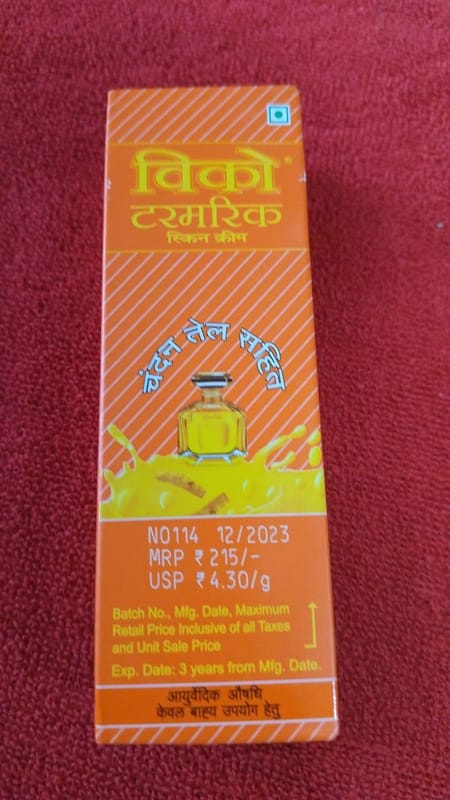 विको®
टरमरिक
स्किन क्रीम
चंदन तेल सहित
N0114 12/2023
MRP ₹ 215/-
USP ₹ 4.30/g
Batch No., Mfg. Date, Maximum
Retail Price Inclusive of all Taxes
and Unit Sale Price
Exp. Date: 3 years from Mfg. Date.
आयुर्वेदिक औषधि
केवल बाह्य उपयोग हेतु